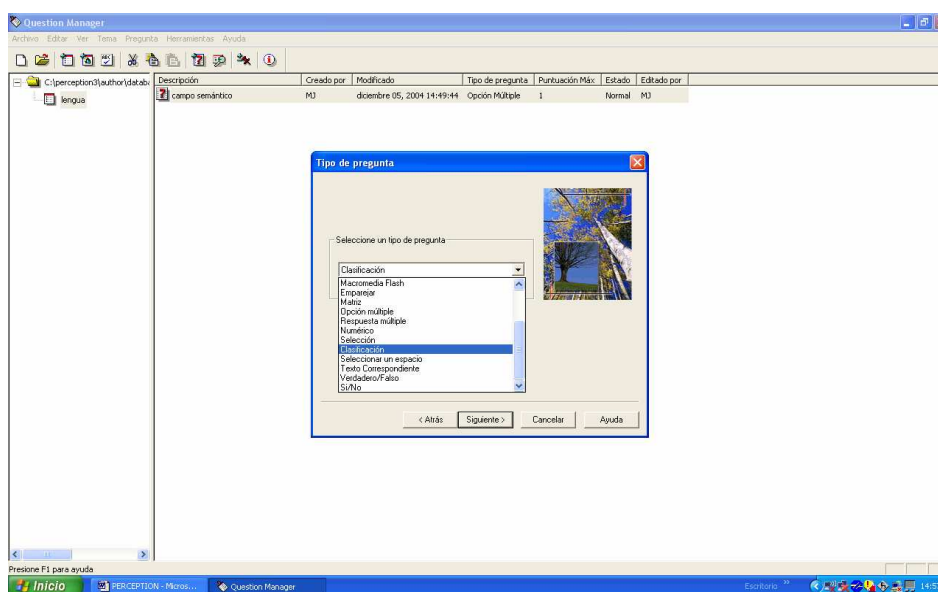 Question Manager
Archivo Editar Ver Tema Pregunta Herramientas Ayuda
C:\perception3\author\datab
lengua
Descripción Creado por Modificado Tipo de pregunta Puntuación Máx Estado Editado por
campo semántico MJ diciembre 05, 2004 14:49:44 Opción Múltiple 1 Normal MJ
Tipo de pregunta
Seleccione un tipo de pregunta
Clasificación
Macromedia Flash
Emparejar
Matriz
Opción múltiple
Respuesta múltiple
Numérico
Selección
Clasificación
Seleccionar un espacio
Texto Correspondiente
Verdadero/Falso
Si/No
< Atrás Siguiente > Cancelar Ayuda
Presione F1 para ayuda
Inicio PERCEPTION - Micros... Question Manager Escritorio » 14:5